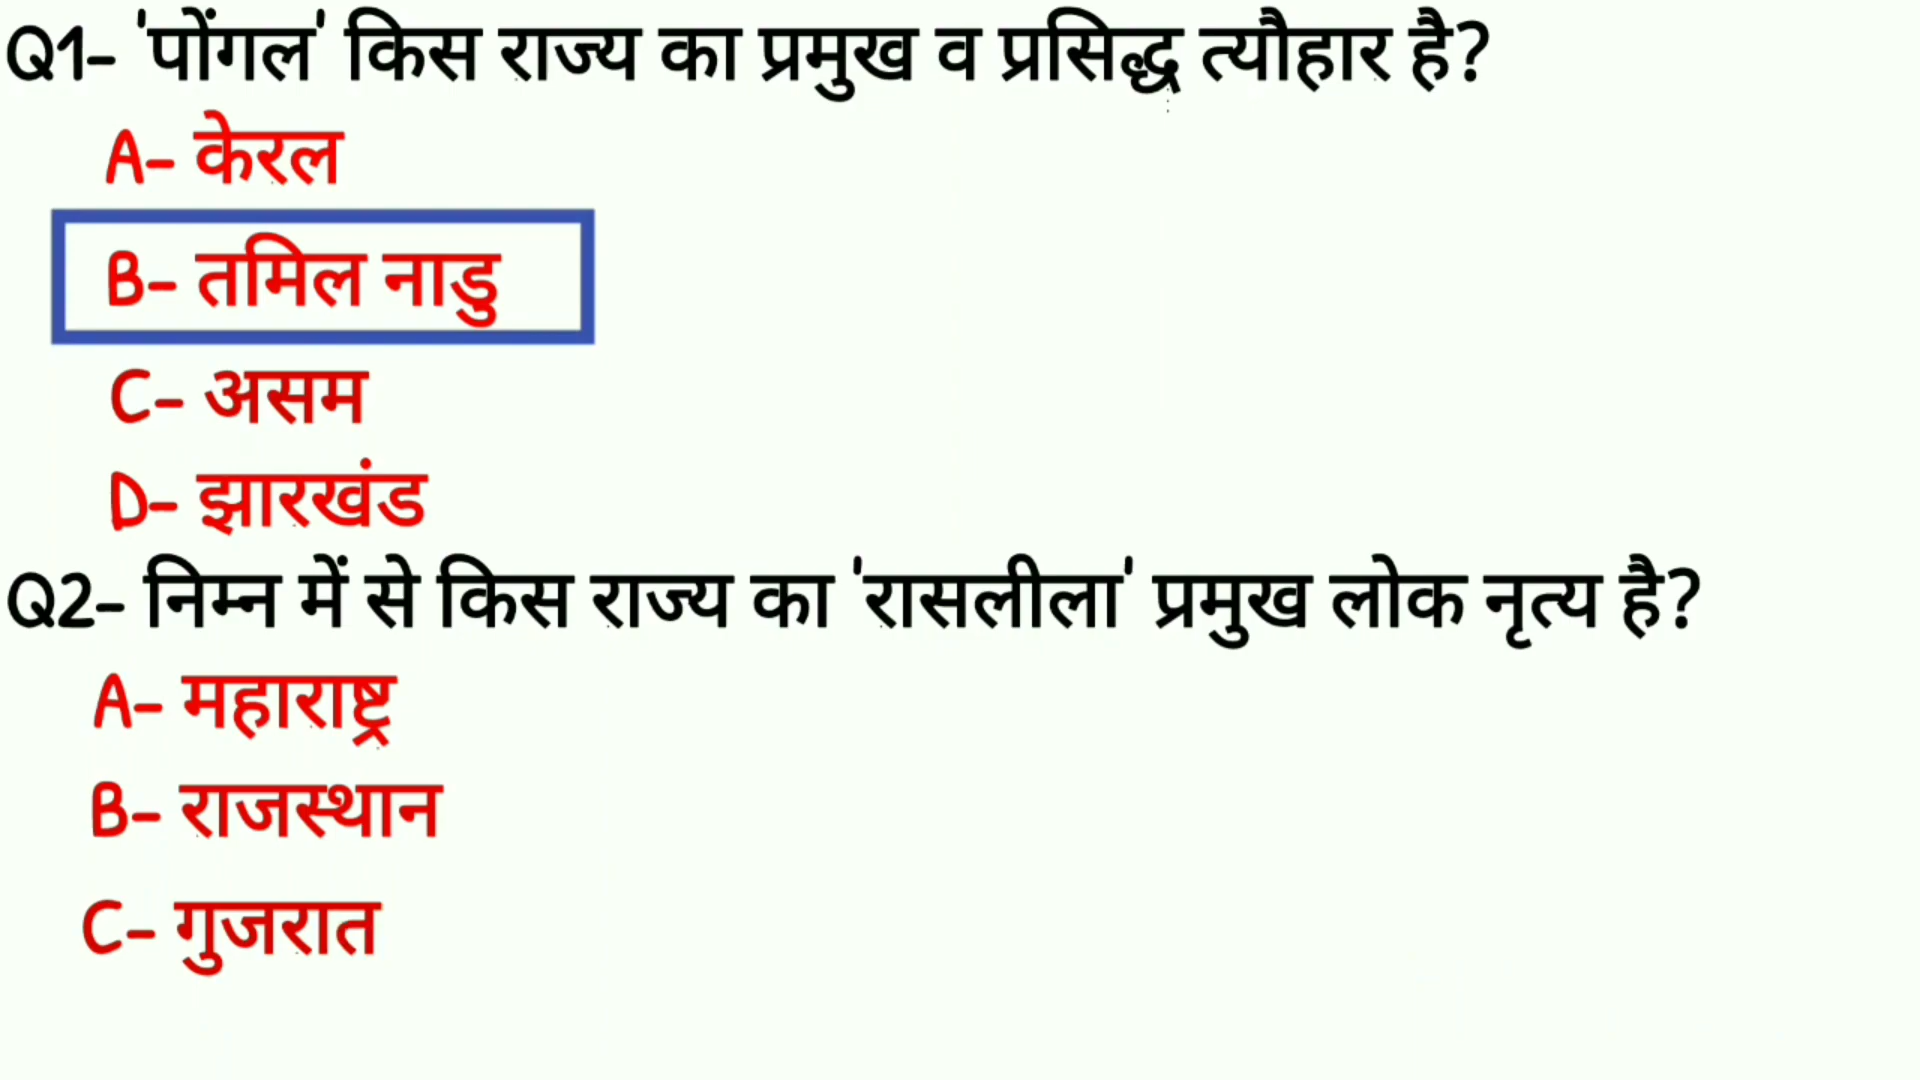 Q1- 'पोंगल' किस राज्य का प्रमुख व प्रसिद्ध त्यौहार है?
A- केरल
B- तमिल नाडु
C- असम
D- झारखंड
Q2- निम्न में से किस राज्य का 'रासलीला' प्रमुख लोक नृत्य है?
A- महाराष्ट्र
B- राजस्थान
C- गुजरात